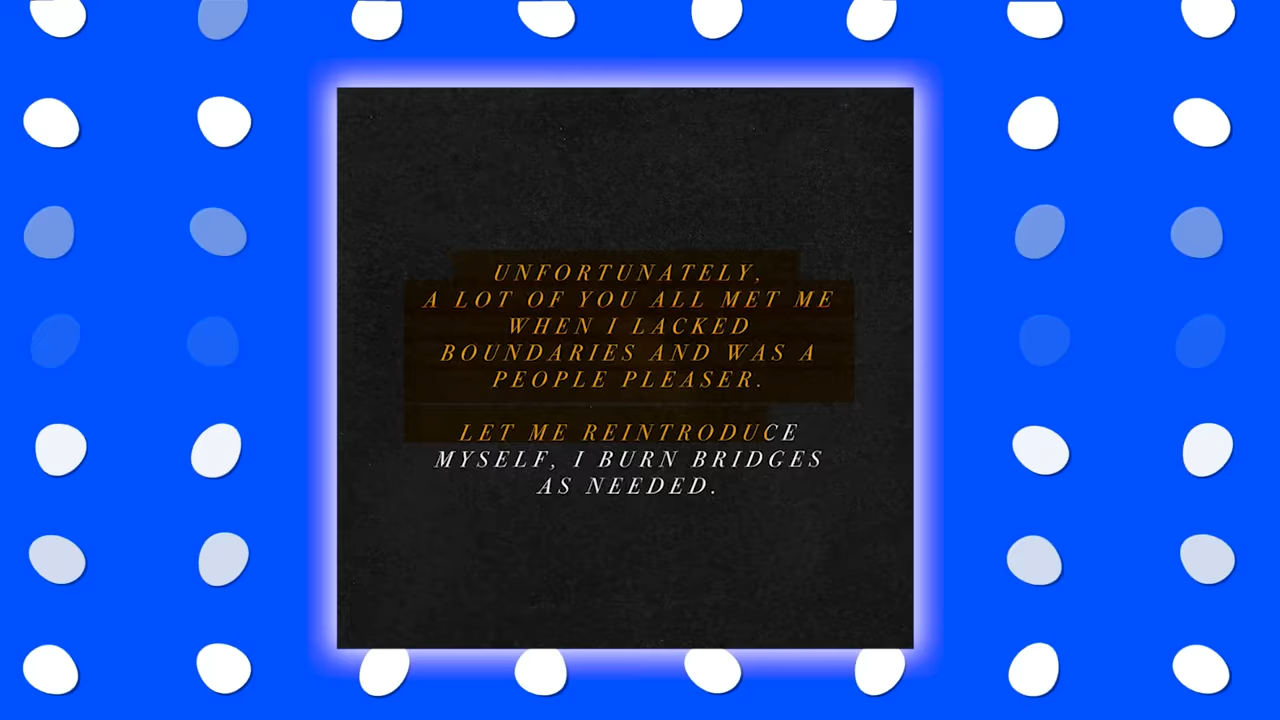 UNFORTUNATELY,
A LOT OF YOU ALL MET ME
WHEN I LACKED
BOUNDARIES AND WAS A
PEOPLE PLEASER.
LET ME REINTRODUCE
MYSELF, I BURN BRIDGES
AS NEEDED.